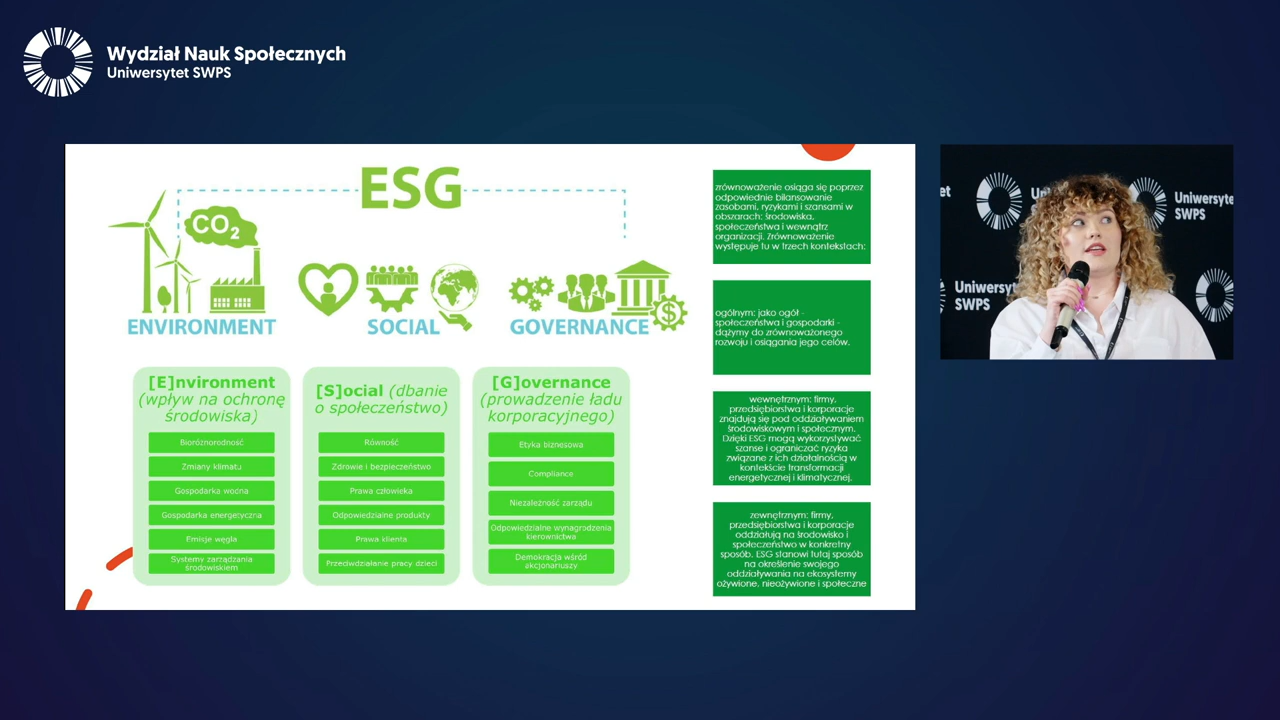 Wydział Nauk Społecznych
Uniwersytet SWPS
ESG
CO2
ENVIRONMENT
SOCIAL
GOVERNANCE
[E]nvironment
(wpływ na ochronę
środowiska)
Bioróżnorodność
Zmiany klimatu
Gospodarka wodna
Gospodarka energetyczna
Emisje węgla
Systemy zarządzania
środowiskiem
[S]ocial (dbanie
o społeczeństwo)
Równość
Zdrowie i bezpieczeństwo
Prawa człowieka
Odpowiedzialne produkty
Prawa klienta
Przeciwdziałanie pracy dzieci
[G]overnance
(prowadzenie ładu
korporacyjnego)
Etyka biznesowa
Compliance
Niezależność zarządu
Odpowiedzialne wynagrodzenia
kierownictwa
Demokracja wśród
akcjonariuszy
zrównoważenie osiąga się poprzez
odpowiednie bilansowanie
zasobami, ryzykami i szansami w
obszarach: środowiska,
społeczeństwa i wewnątrz
organizacji. Zrównoważenie
występuje tu w trzech kontekstach:
ogólnym: jako ogół -
społeczeństwa i gospodarki -
dążymy do zrównoważonego
rozwoju i osiągania jego celów.
wewnętrznym: firmy,
przedsiębiorstwa i korporacje
znajdują się pod oddziaływaniem
środowiskowym i społecznym.
Dzięki ESG mogą wykorzystywać
szanse i ograniczać ryzyka
związane z ich działalnością w
kontekście transformacji
energetycznej i klimatycznej.
zewnętrznym: firmy,
przedsiębiorstwa i korporacje
oddziałują na środowisko i
społeczeństwo w konkretny
sposób. ESG stanowi tutaj sposób
na określenie swojego
oddziaływania na ekosystemy
ożywione, nieożywione i społeczne
Uniwersyte
SWPS
Uniwersyt
SWPS